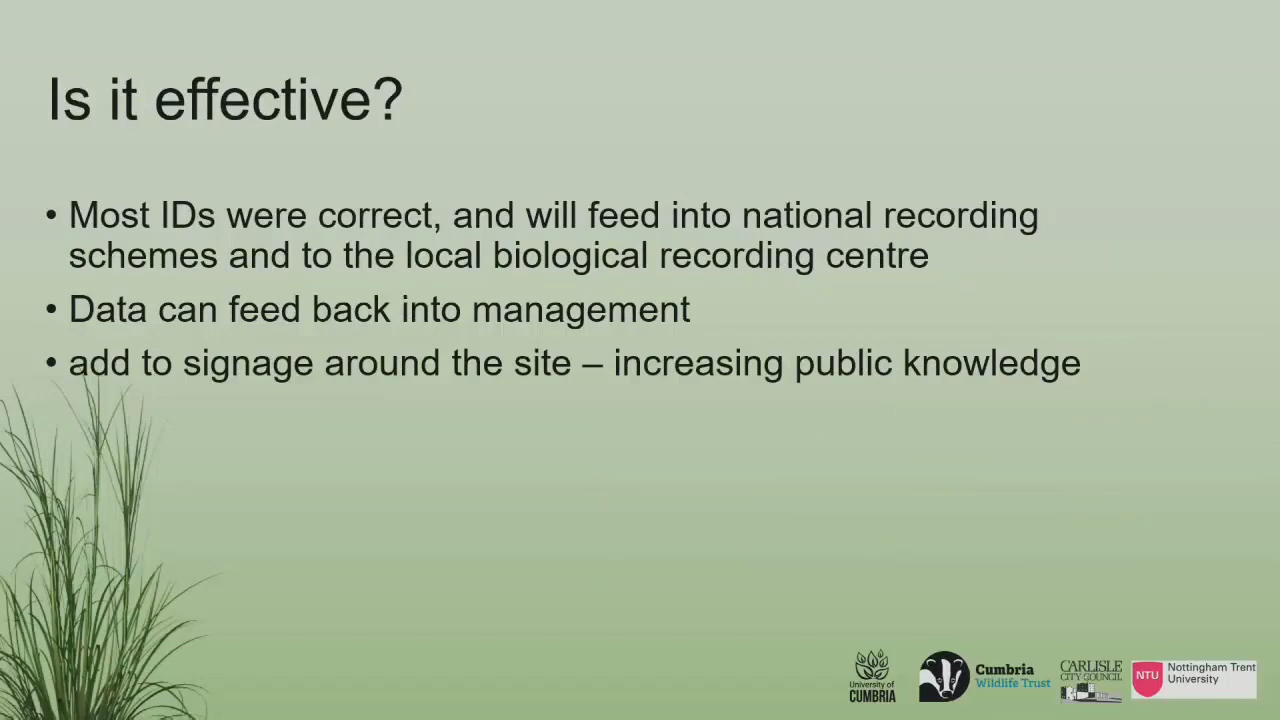 Is it effective?
• Most IDs were correct, and will feed into national recording
schemes and to the local biological recording centre
• Data can feed back into management
• add to signage around the site – increasing public knowledge
University of
CUMBRIA
Cumbria
Wildlife Trust
CARLISLE
CITY COUNCIL
NTU
Nottingham Trent
University